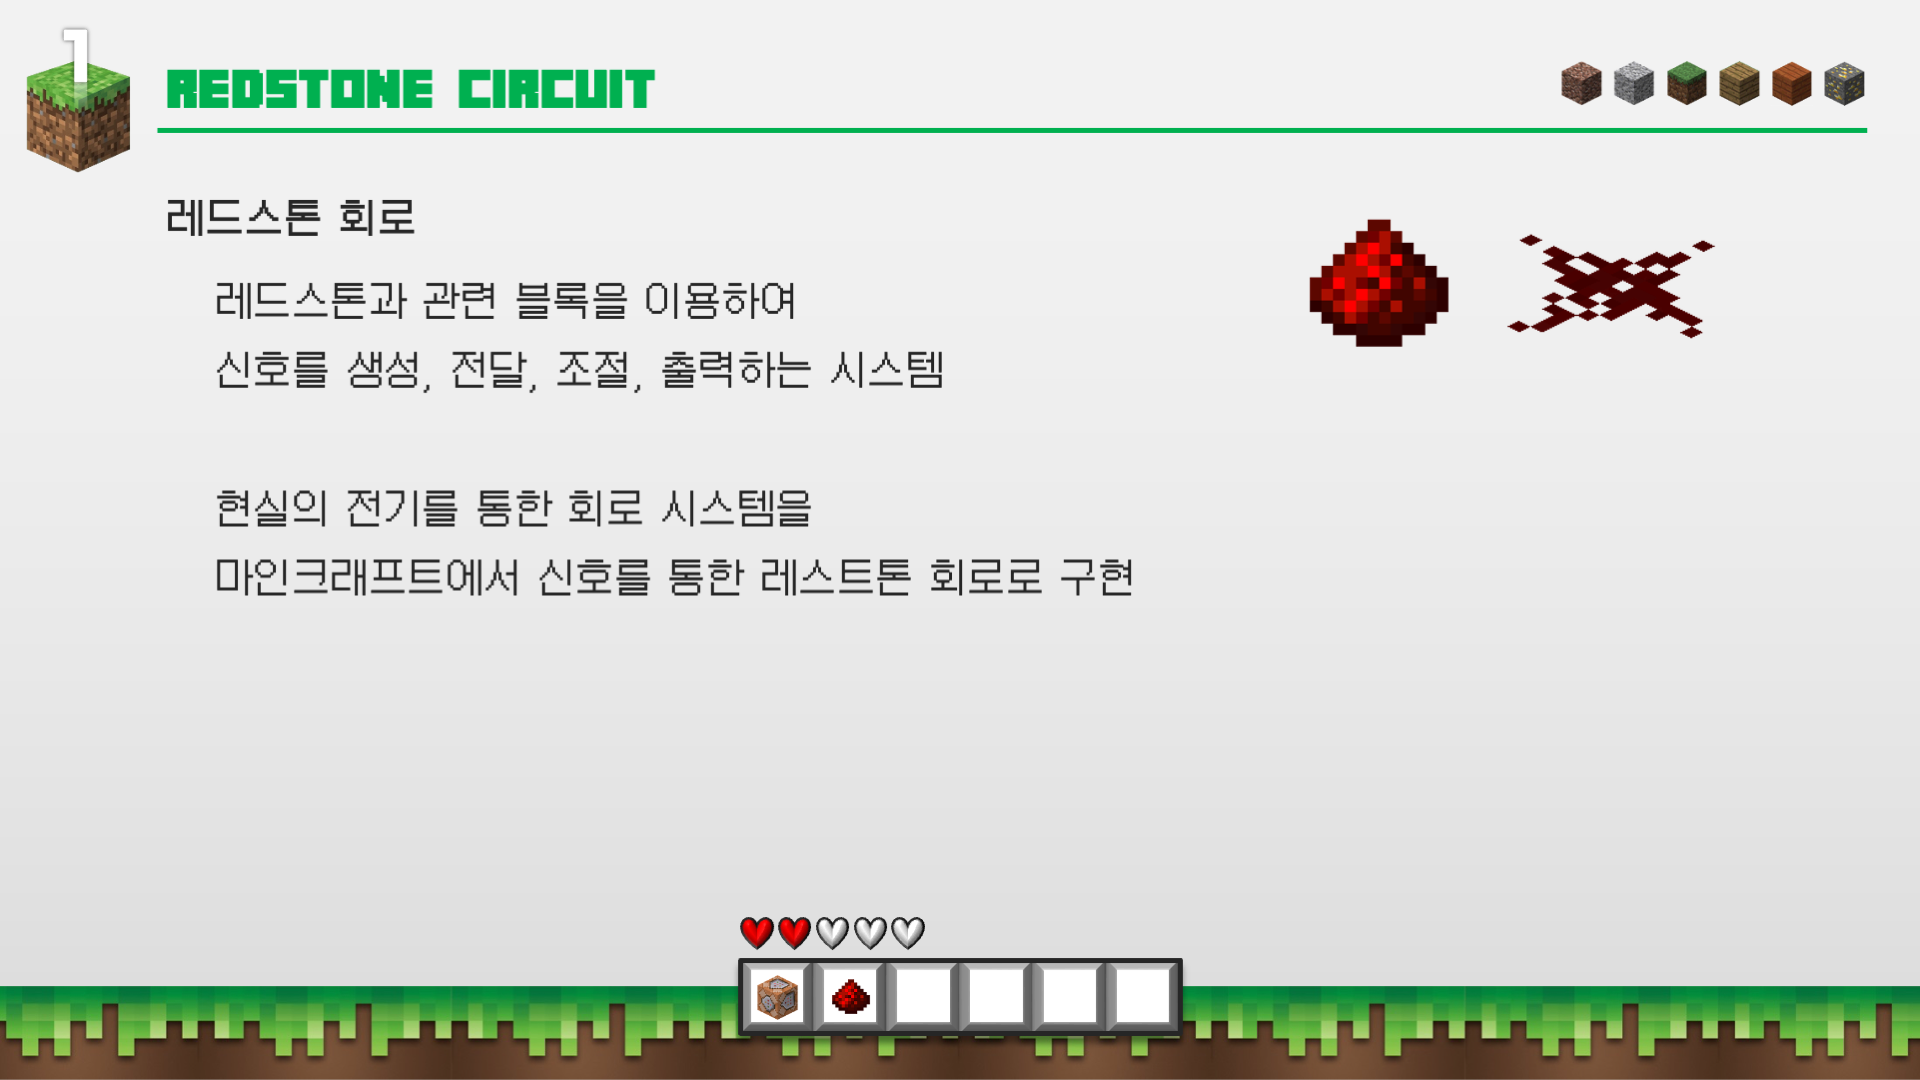 1
REDSTONE CIRCUIT
레드스톤 회로
레드스톤과 관련 블록을 이용하여
신호를 생성, 전달, 조절, 출력하는 시스템
현실의 전기를 통한 회로 시스템을
마인크래프트에서 신호를 통한 레스트톤 회로로 구현